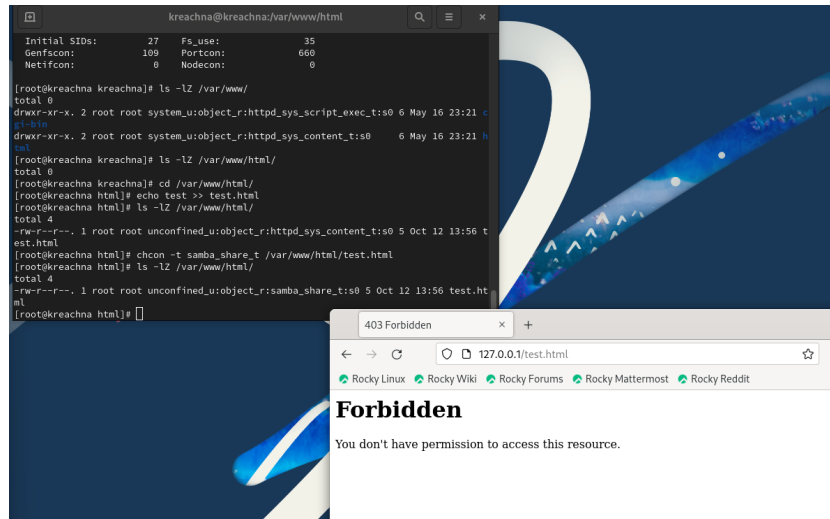 kreachna@kreachna:/var/www/html
Initial SIDs: 27 Fs_use: 35
Genfscon: 109 Portcon: 660
Netifcon: 0 Nodecon: 0
[root@kreachna kreachna]# ls -lZ /var/www/
total 0
drwxr-xr-x. 2 root root system_u:object_r:httpd_sys_script_exec_t:s0 6 May 16 23:21 c
gi-bin
drwxr-xr-x. 2 root root system_u:object_r:httpd_sys_content_t:s0 6 May 16 23:21 h
tml
[root@kreachna kreachna]# ls -lZ /var/www/html/
total 0
[root@kreachna kreachna]# cd /var/www/html/
[root@kreachna html]# echo test >> test.html
[root@kreachna html]# ls -lZ /var/www/html/
total 4
-rw-r--r--. 1 root root unconfined_u:object_r:httpd_sys_content_t:s0 5 Oct 12 13:56 t
est.html
[root@kreachna html]# chcon -t samba_share_t /var/www/html/test.html
[root@kreachna html]# ls -lZ /var/www/html/
total 4
-rw-r--r--. 1 root root unconfined_u:object_r:samba_share_t:s0 5 Oct 12 13:56 test.ht
ml
[root@kreachna html]#
403 Forbidden
127.0.0.1/test.html
Rocky Linux Rocky Wiki Rocky Forums Rocky Mattermost Rocky Reddit
Forbidden
You don't have permission to access this resource.